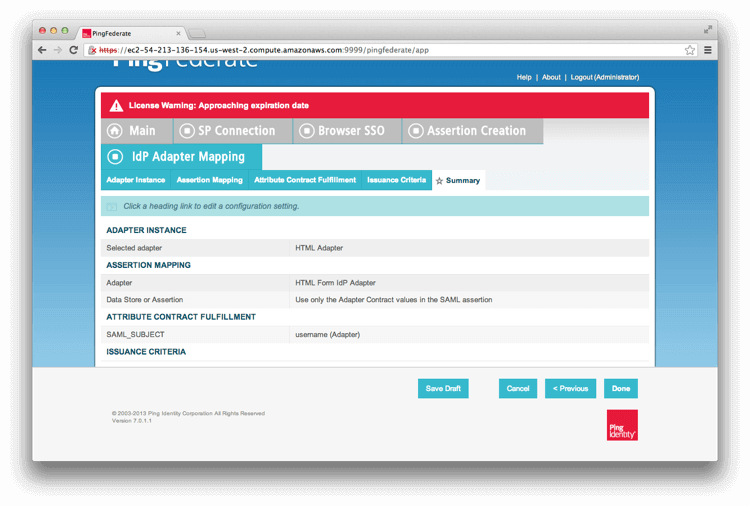 PingFederate
https://ec2-54-213-136-154.us-west-2.compute.amazonaws.com:9999/pingfederate/app
PingFederate
Help | About | Logout (Administrator)
License Warning: Approaching expiration date
Main SP Connection Browser SSO Assertion Creation
IdP Adapter Mapping
Adapter Instance Assertion Mapping Attribute Contract Fulfillment Issuance Criteria Summary
Click a heading link to edit a configuration setting.
ADAPTER INSTANCE
Selected adapter HTML Adapter
ASSERTION MAPPING
Adapter HTML Form IdP Adapter
Data Store or Assertion Use only the Adapter Contract values in the SAML assertion
ATTRIBUTE CONTRACT FULFILLMENT
SAML_SUBJECT username (Adapter)
ISSUANCE CRITERIA
Save Draft Cancel < Previous Done
© 2003-2013 Ping Identity Corporation All Rights Reserved
Version 7.0.1.1
Ping
Identity